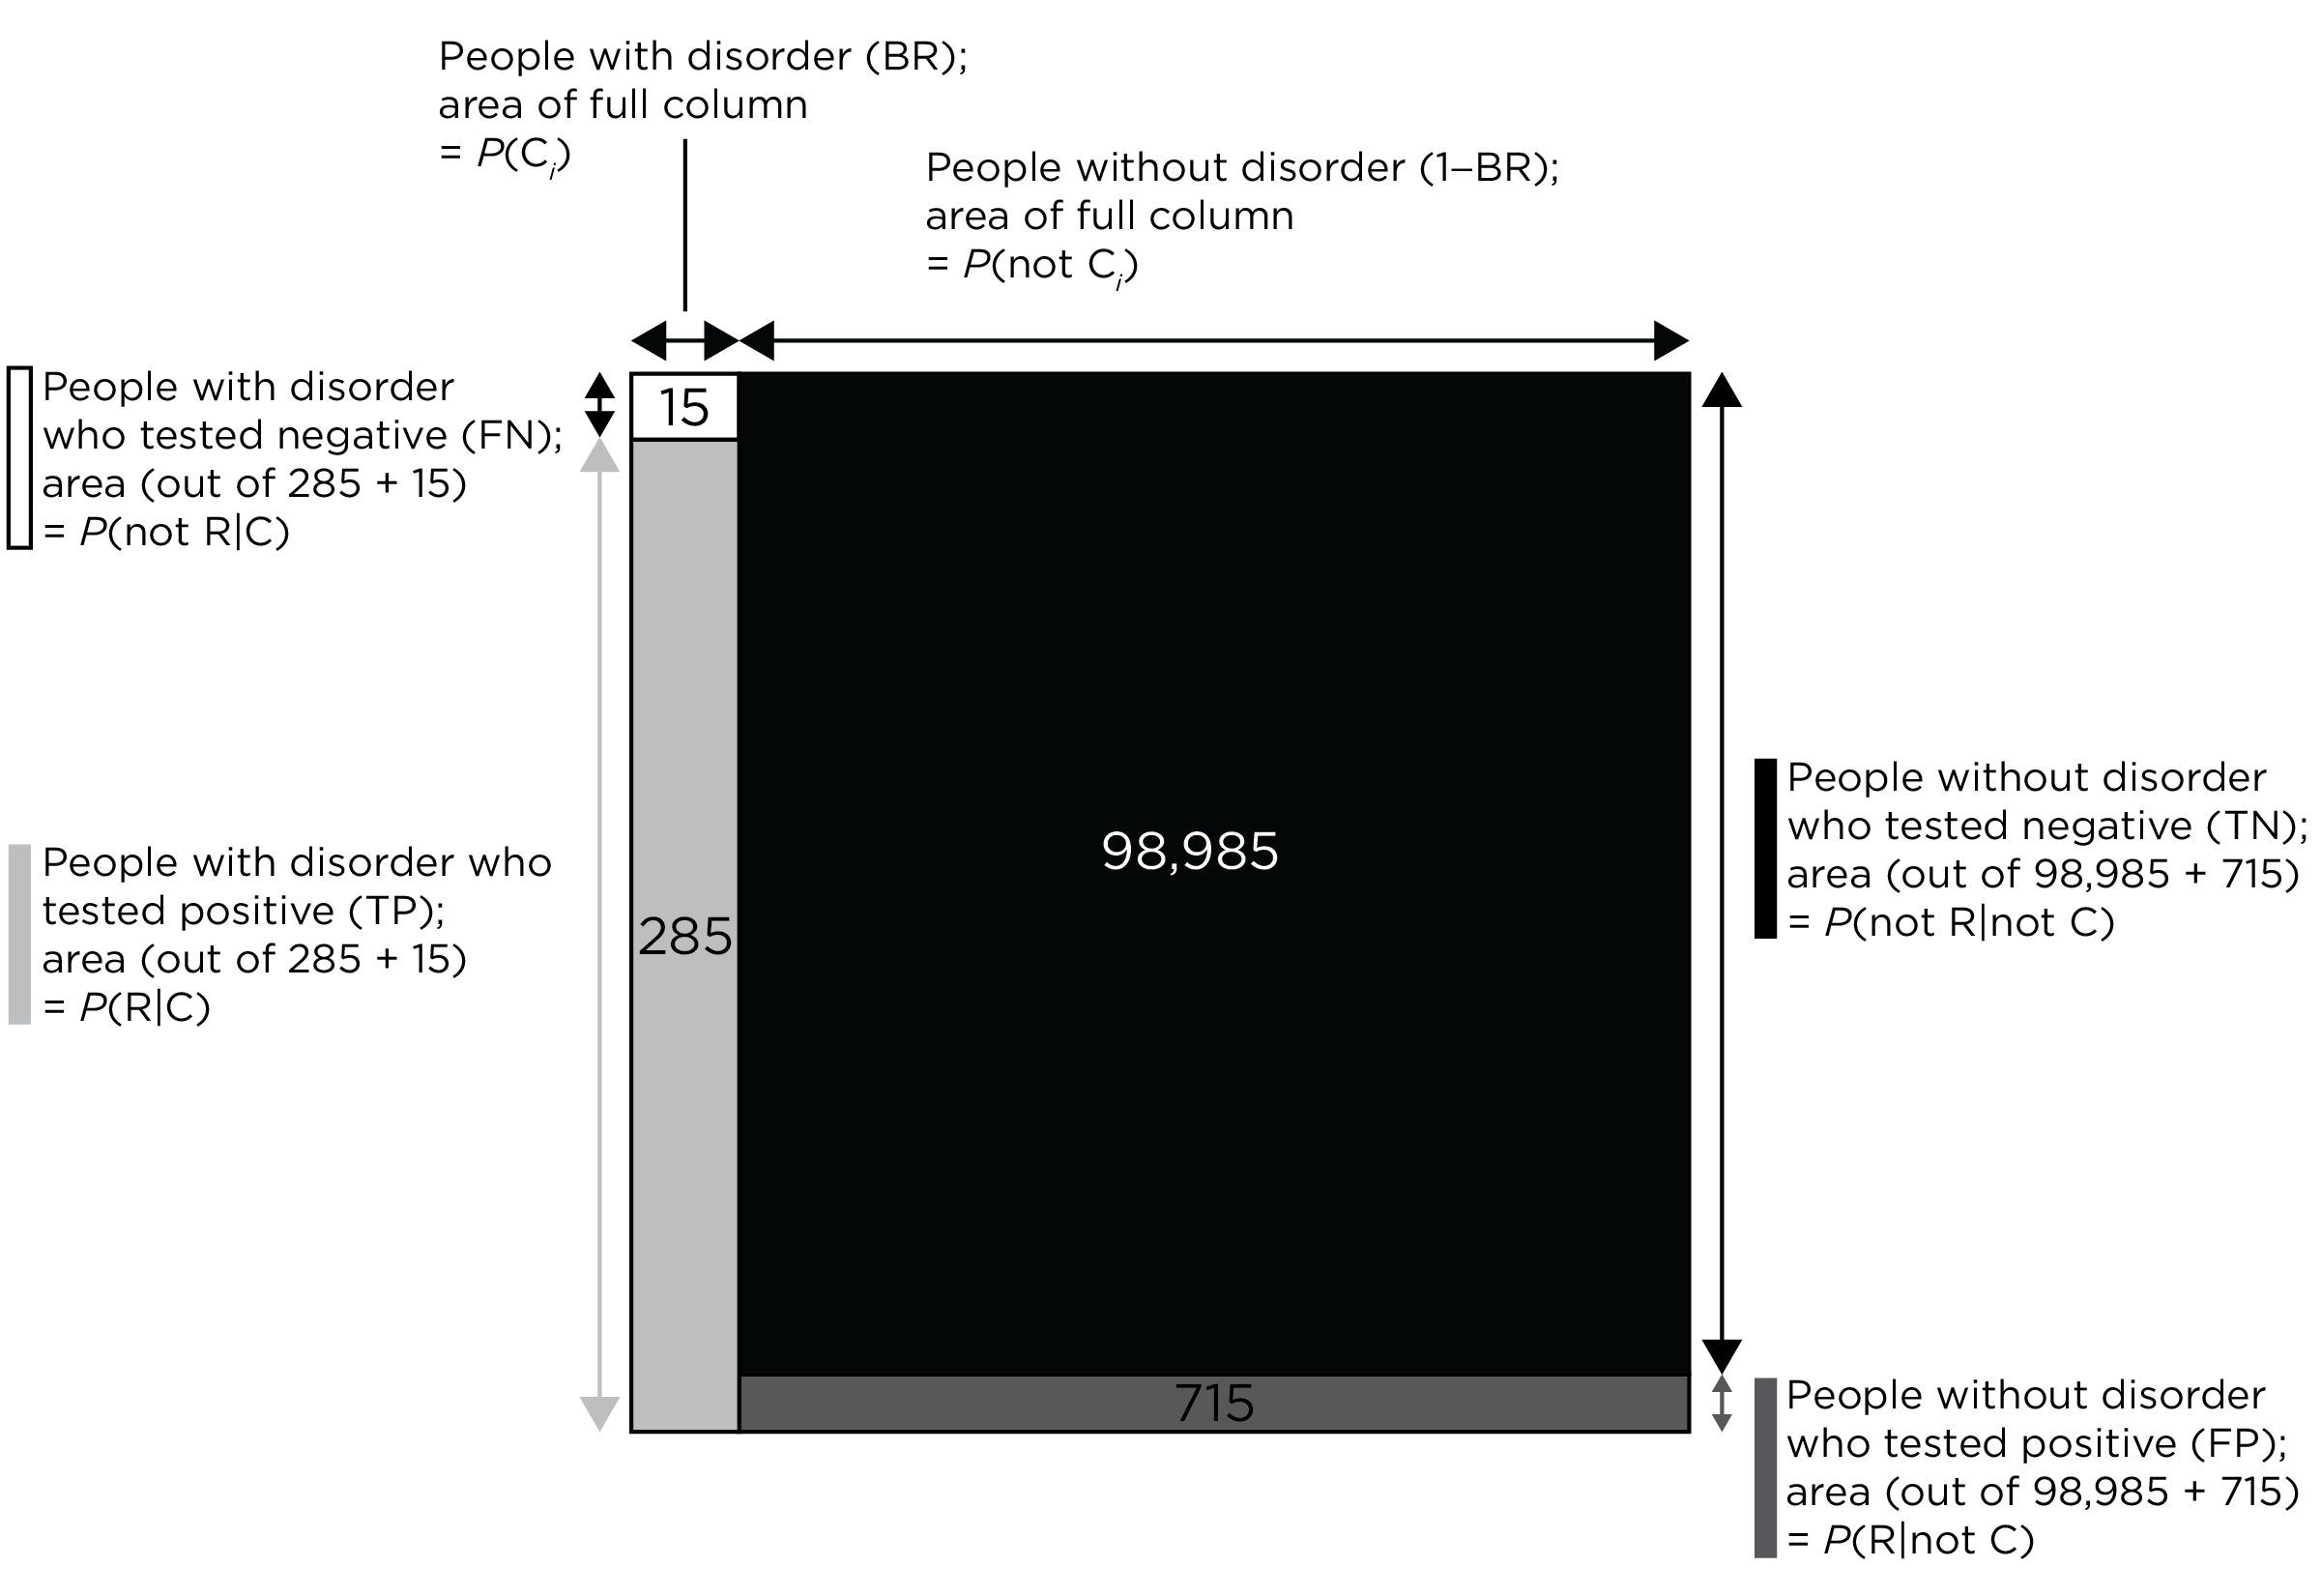 People with disorder (BR);
area of full column
= P(Ci)
People without disorder (1–BR);
area of full column
= P(not Ci)
People with disorder
who tested negative (FN);
area (out of 285 + 15)
= P(not R|C)
15
98,985
People without disorder
who tested negative (TN);
area (out of 98,985 + 715)
= P(not R|not C)
People with disorder who
tested positive (TP);
area (out of 285 + 15)
= P(R|C)
285
715
People without disorder
who tested positive (FP);
area (out of 98,985 + 715)
= P(R|not C)